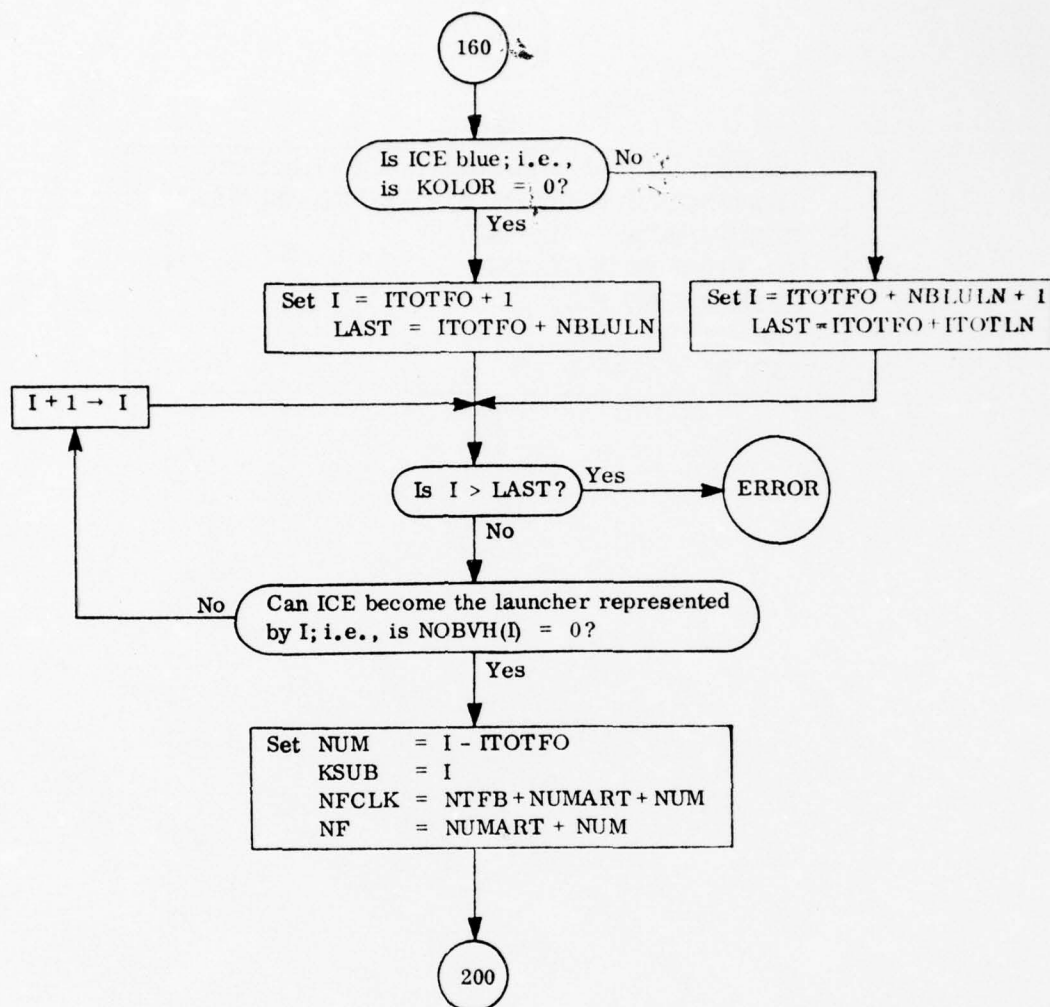 160
Is ICE blue; i.e.,
is KOLOR = 0?
No
Yes
Set I = ITOTFO + 1
LAST = ITOTFO + NBLULN
Set I = ITOTFO + NBLULN + 1
LAST = ITOTFO + ITOTLN
I + 1 → I
Is I > LAST?
Yes
ERROR
No
No
Can ICE become the launcher represented
by I; i.e., is NOBVH(I) = 0?
Yes
Set NUM = I - ITOTFO
KSUB = I
NFCLK = NTFB + NUMART + NUM
NF = NUMART + NUM
200